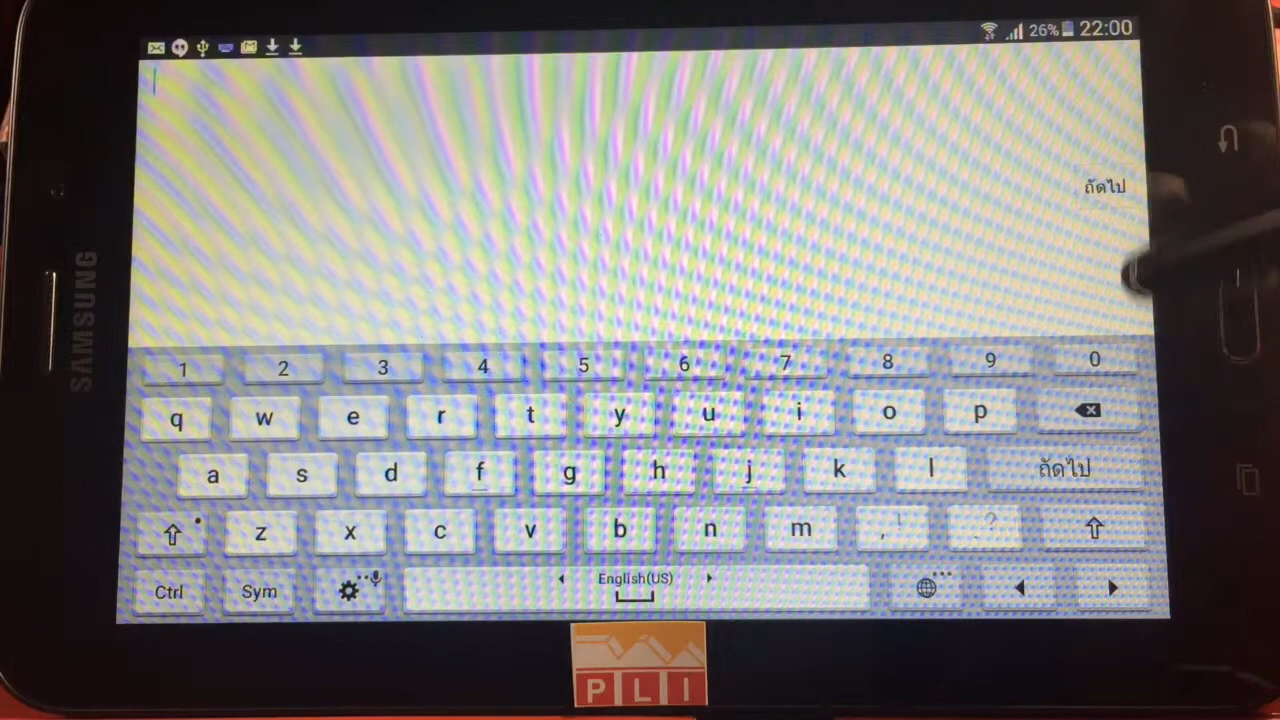 26% 22:00
ถัดไป
SAMSUNG
1 2 3 4 5 6 7 8 9 0
q w e r t y u i o p
a s d f g h j k l ถัดไป
z x c v b n m , ! . ?
Ctrl Sym English(US)
PLI